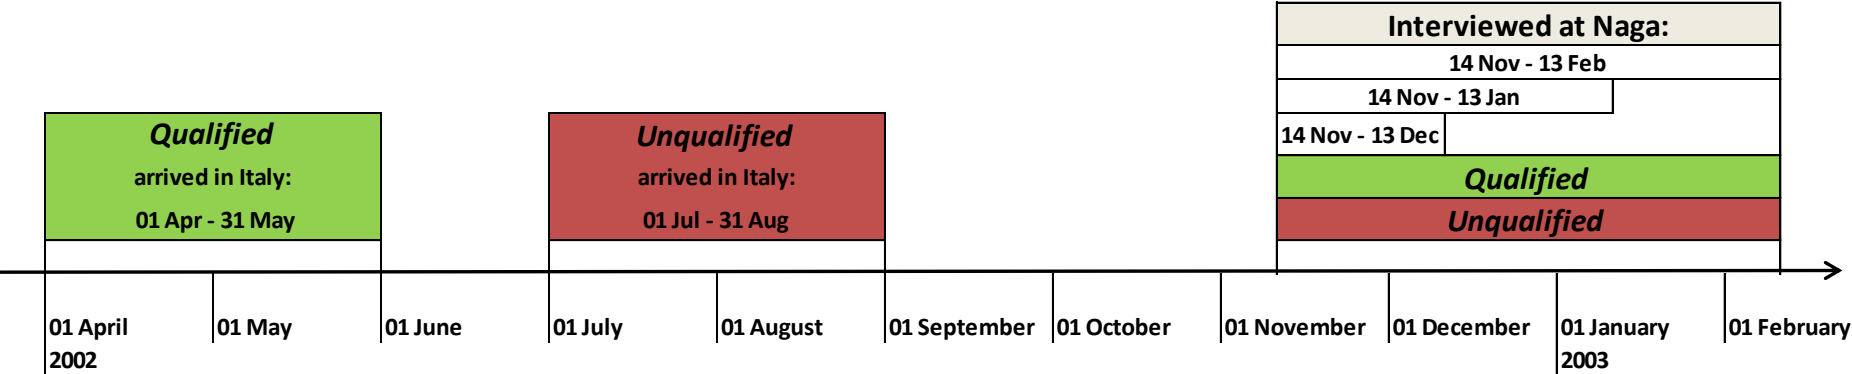 Interviewed at Naga:
14 Nov - 13 Feb
14 Nov - 13 Jan
14 Nov - 13 Dec
Qualified
Unqualified
Qualified
arrived in Italy:
01 Apr - 31 May
Unqualified
arrived in Italy:
01 Jul - 31 Aug
01 April
2002
01 May
01 June
01 July
01 August
01 September
01 October
01 November
01 December
01 January
2003
01 February